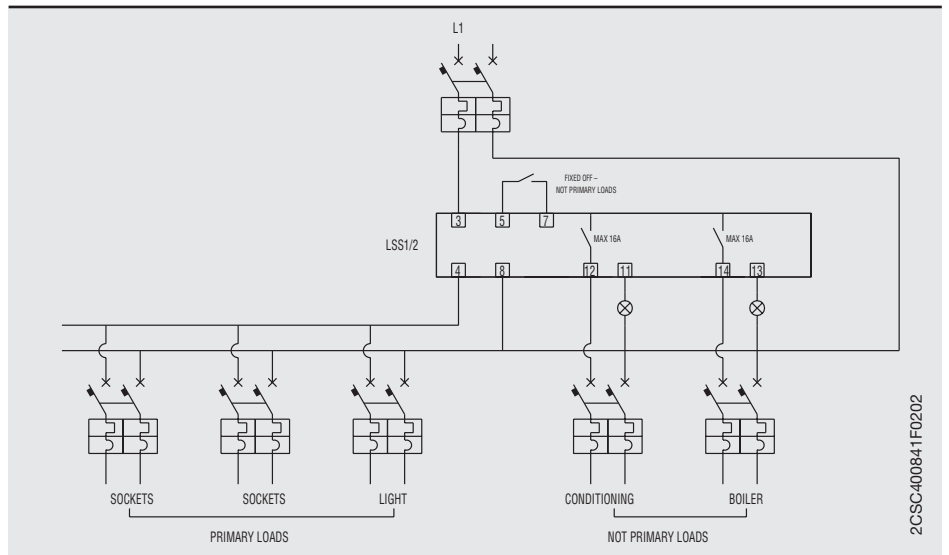 L1
FIXED OFF –
NOT PRIMARY LOADS
3 5 7
LSS1/2
MAX 16A MAX 16A
4 8 12 11 14 13
SOCKETS SOCKETS LIGHT CONDITIONING BOILER
PRIMARY LOADS NOT PRIMARY LOADS
2CSC400841F0202